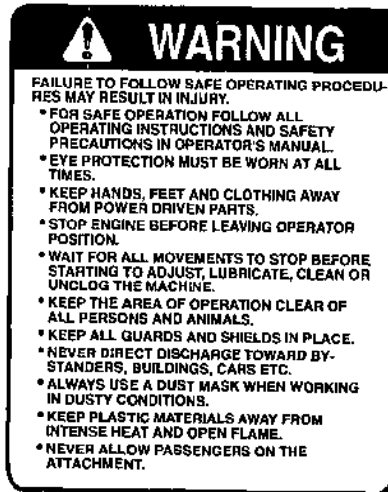 WARNING
FAILURE TO FOLLOW SAFE OPERATING PROCEDU-
RES MAY RESULT IN INJURY.
• FOR SAFE OPERATION FOLLOW ALL
OPERATING INSTRUCTIONS AND SAFETY
PRECAUTIONS IN OPERATOR'S MANUAL.
• EYE PROTECTION MUST BE WORN AT ALL
TIMES.
• KEEP HANDS, FEET AND CLOTHING AWAY
FROM POWER DRIVEN PARTS.
• STOP ENGINE BEFORE LEAVING OPERATOR
POSITION.
• WAIT FOR ALL MOVEMENTS TO STOP BEFORE
STARTING TO ADJUST, LUBRICATE, CLEAN OR
UNCLOG THE MACHINE.
• KEEP THE AREA OF OPERATION CLEAR OF
ALL PERSONS AND ANIMALS.
• KEEP ALL GUARDS AND SHIELDS IN PLACE.
• NEVER DIRECT DISCHARGE TOWARD BY-
STANDERS, BUILDINGS, CARS ETC.
• ALWAYS USE A DUST MASK WHEN WORKING
IN DUSTY CONDITIONS.
• KEEP PLASTIC MATERIALS AWAY FROM
INTENSE HEAT AND OPEN FLAME.
• NEVER ALLOW PASSENGERS ON THE
ATTACHMENT.